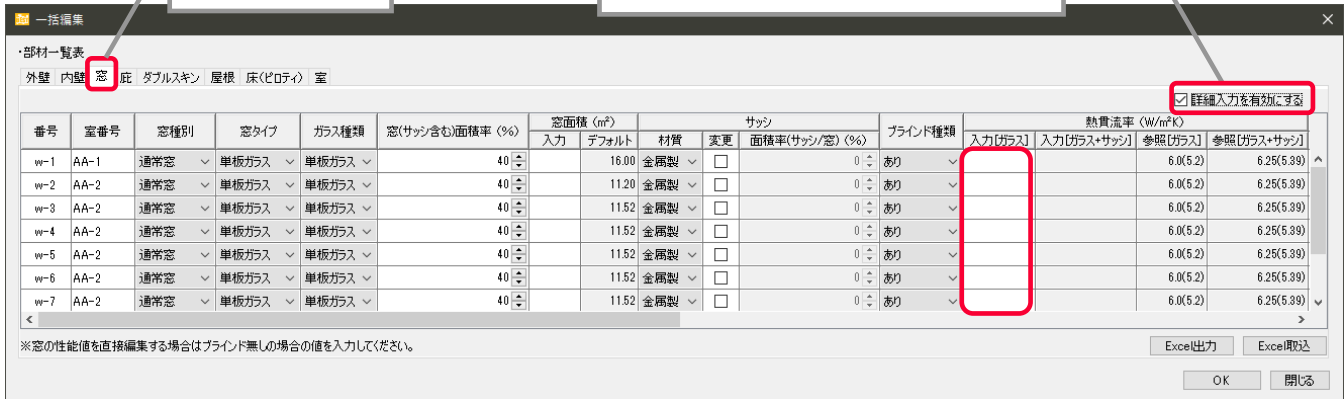 一括編集
・部材一覧表
外壁 内壁 窓 庇 ダブルスキン 屋根 床(ピロティ) 室
詳細入力を有効にする
番号 室番号 窓種別 窓タイプ ガラス種類 窓(サッシ含む)面積率 (%) 窓面積 (m²) サッシ ブラインド種類 熱貫流率 (W/m²K)
入力 デフォルト 材質 変更 面積率(サッシ/窓) (%) 入力[ガラス] 入力[ガラス+サッシ] 参照[ガラス] 参照[ガラス+サッシ]
w-1 AA-1 通常窓 単板ガラス 単板ガラス 40 16.00 金属製 0 あり 6.0(5.2) 6.25(5.39)
w-2 AA-2 通常窓 単板ガラス 単板ガラス 40 11.20 金属製 0 あり 6.0(5.2) 6.25(5.39)
w-3 AA-2 通常窓 単板ガラス 単板ガラス 40 11.52 金属製 0 あり 6.0(5.2) 6.25(5.39)
w-4 AA-2 通常窓 単板ガラス 単板ガラス 40 11.52 金属製 0 あり 6.0(5.2) 6.25(5.39)
w-5 AA-2 通常窓 単板ガラス 単板ガラス 40 11.52 金属製 0 あり 6.0(5.2) 6.25(5.39)
w-6 AA-2 通常窓 単板ガラス 単板ガラス 40 11.52 金属製 0 あり 6.0(5.2) 6.25(5.39)
w-7 AA-2 通常窓 単板ガラス 単板ガラス 40 11.52 金属製 0 あり 6.0(5.2) 6.25(5.39)
※窓の性能値を直接編集する場合はブラインド無しの場合の値を入力してください。
Excel出力 Excel取込
OK 閉じる